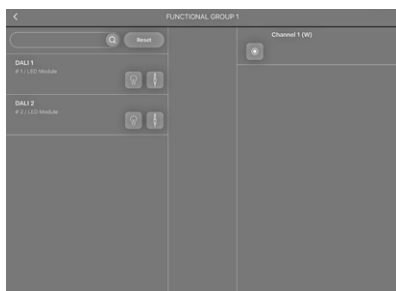 FUNCTIONAL GROUP 1
Reset
Channel 1 (W)
DALI 1
# 1 / LED Module
DALI 2
# 2 / LED Module